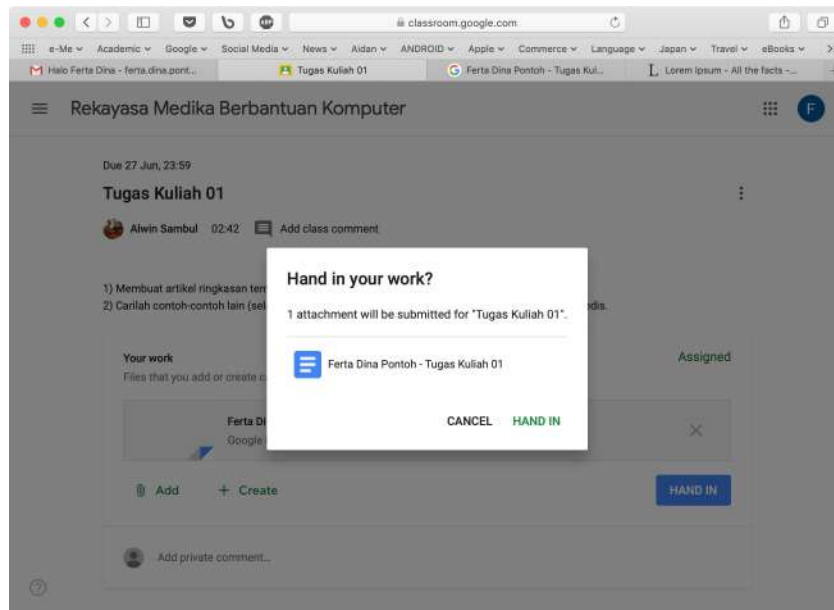 classroom.google.com
e-Me Academic Google Social Media News Aidan ANDROID Apple Commerce Language Japan Travel eBooks
Halo Ferta Dina - ferta.dina.pont... Tugas Kuliah 01 Ferta Dina Pontoh - Tugas Kul... Lorem Ipsum - All the facts -...
Rekayasa Medika Berbantuan Komputer F
Due 27 Jun, 23:59
Tugas Kuliah 01
Alwin Sambul 02:42 Add class comment
1) Membuat artikel ringkasan
2) Carilah contoh-contoh lain
Hand in your work?
1 attachment will be submitted for "Tugas Kuliah 01".
Ferta Dina Pontoh - Tugas Kuliah 01
CANCEL HAND IN
Your work Assigned
Files that you add or create
Ferta
Google
Add + Create HAND IN
Add private comment...